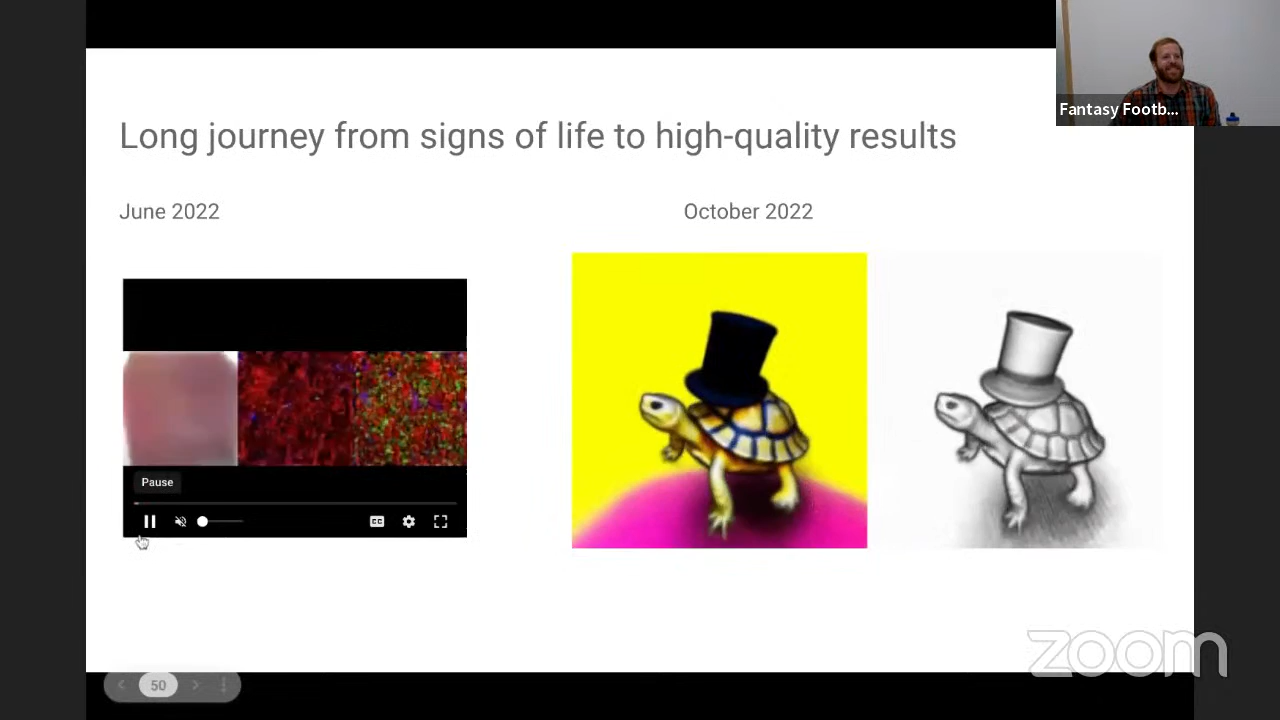 Fantasy Footb...
Long journey from signs of life to high-quality results
June 2022
October 2022
Pause
CC
50
zoom